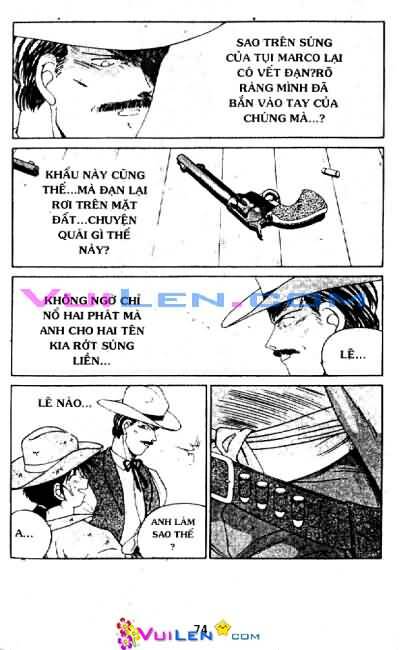 SAO TRÊN SÚNG
CỦA TỤI MARCO LẠI
CÓ VẾT ĐẠN?RÕ
RÀNG MÌNH ĐÃ
BẮN VÀO TAY CỦA
CHÚNG MÀ...?
KHẨU NÀY CŨNG
THẾ...MÀ ĐẠN LẠI
RƠI TRÊN MẶT
ĐẤT...CHUYỆN
QUÁI GÌ THẾ
NÀY?
KHÔNG NGỜ CHỈ
NỔ HAI PHÁT MÀ
ANH CHO HAI TÊN
KIA RỚT SÚNG
LIỀN...
LẼ...
VUILEN.COM
LẼ NÀO...
A...
ANH LÀM
SAO THẾ
?
74
VUILEN.COM